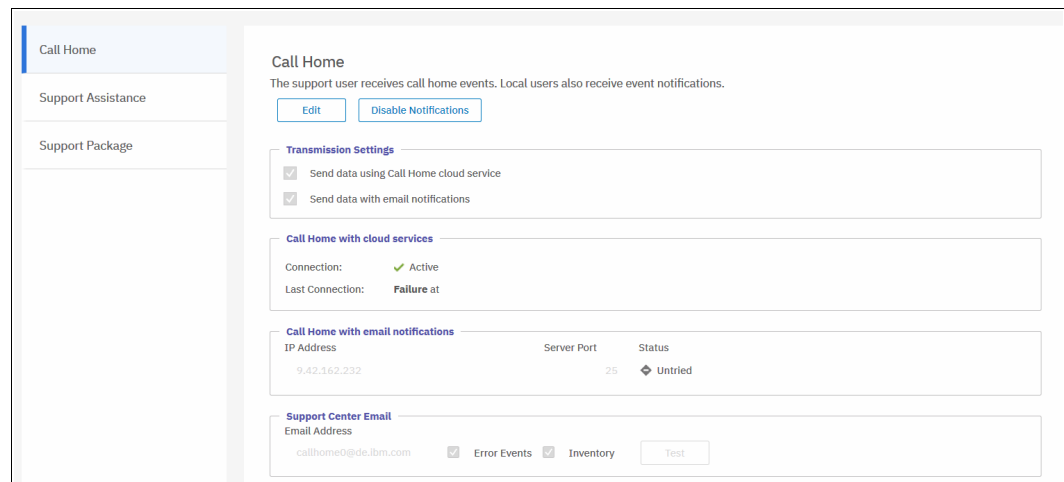 Call Home
Support Assistance
Support Package
Call Home
The support user receives call home events. Local users also receive event notifications.
Edit Disable Notifications
Transmission Settings
Send data using Call Home cloud service
Send data with email notifications
Call Home with cloud services
Connection: Active
Last Connection: Failure at
Call Home with email notifications
IP Address Server Port Status
9.42.162.232 25 Untried
Support Center Email
Email Address
callhome0@de.ibm.com Error Events Inventory Test